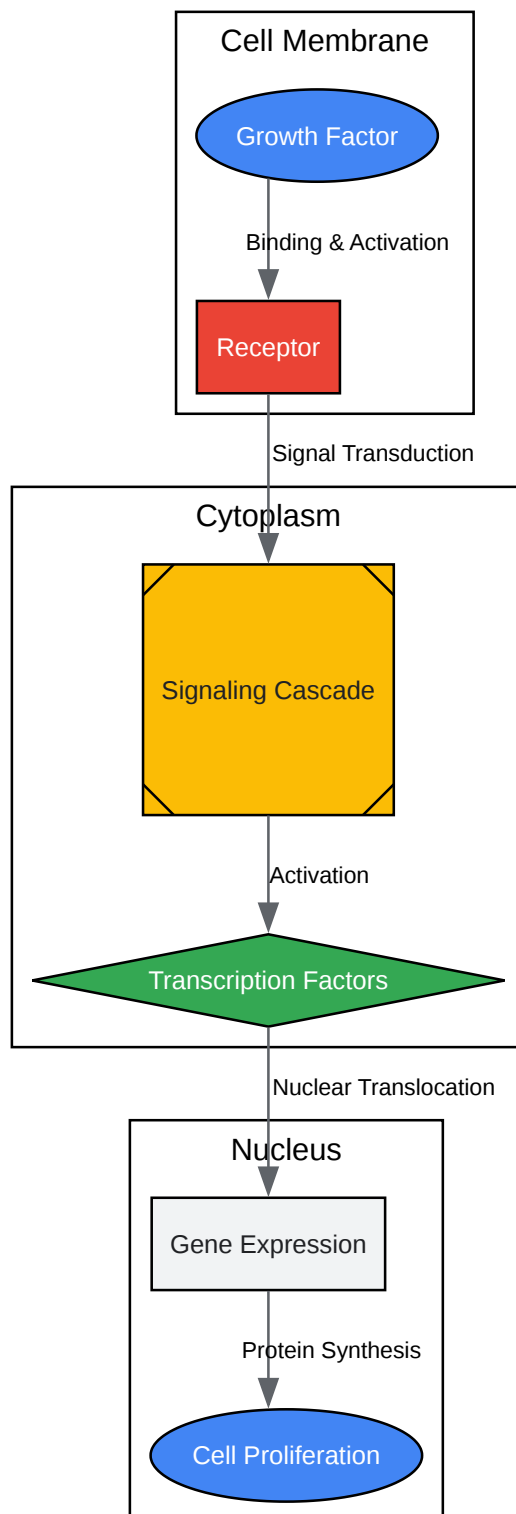 Cell Membrane
Growth Factor
Binding & Activation
Receptor
Signal Transduction
Cytoplasm
Signaling Cascade
Activation
Transcription Factors
Nuclear Translocation
Nucleus
Gene Expression
Protein Synthesis
Cell Proliferation